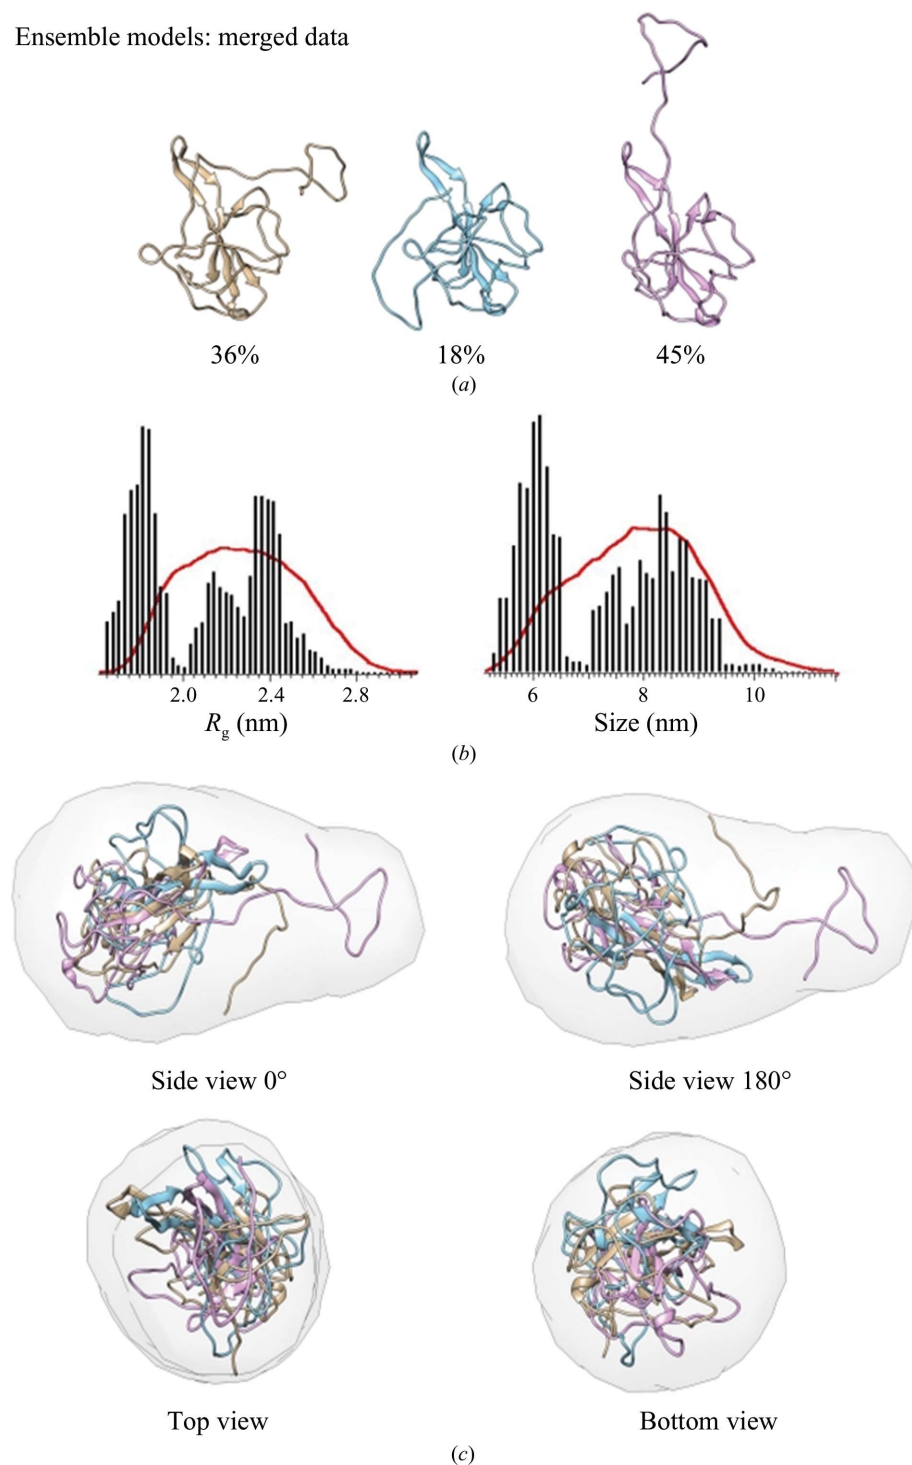 Ensemble models: merged data
36% 18% 45%
(a)
2.0 2.4 2.8 6 8 10
Rg (nm) Size (nm)
(b)
Side view 0° Side view 180°
Top view Bottom view
(c)